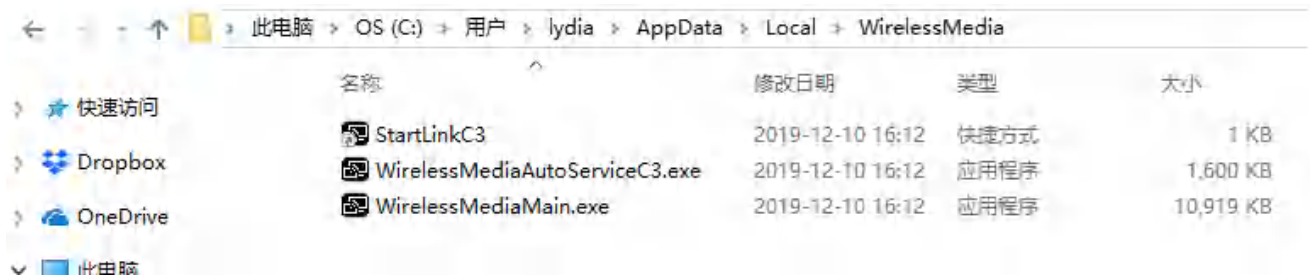 此电脑 > OS (C:) > 用户 > lydia > AppData > Local > WirelessMedia
名称 修改日期 类型 大小
快速访问
StartLinkC3 2019-12-10 16:12 快捷方式 1 KB
Dropbox
WirelessMediaAutoServiceC3.exe 2019-12-10 16:12 应用程序 1,600 KB
WirelessMediaMain.exe 2019-12-10 16:12 应用程序 10,919 KB
OneDrive
此电脑